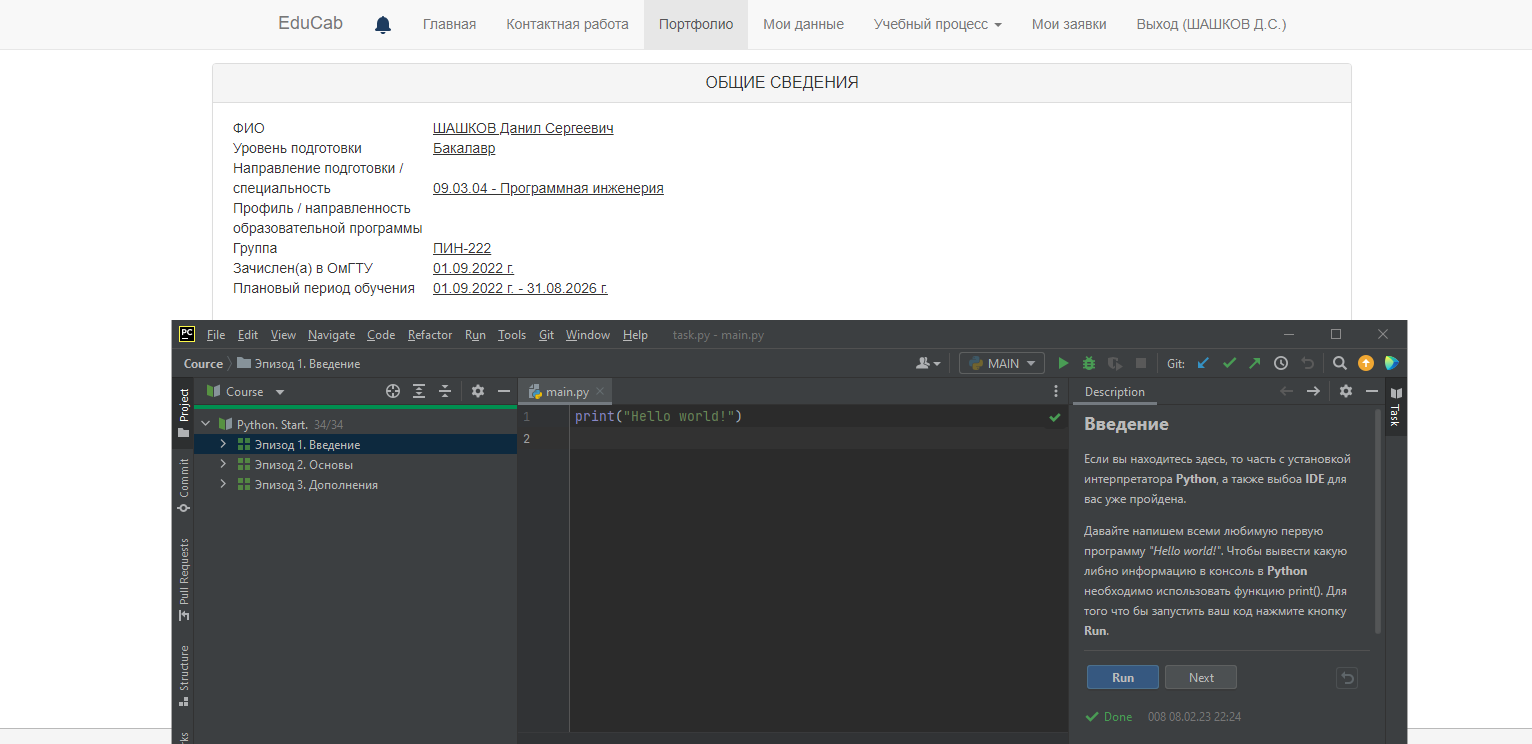 EduCab Главная Контактная работа Портфолио Мои данные Учебный процесс Мои заявки Выход (ШАШКОВ Д.С.)
ОБЩИЕ СВЕДЕНИЯ
ФИО ШАШКОВ Данил Сергеевич
Уровень подготовки Бакалавр
Направление подготовки /
специальность 09.03.04 - Программная инженерия
Профиль / направленность
образовательной программы
Группа ПИН-222
Зачислен(а) в ОмГТУ 01.09.2022 г.
Плановый период обучения 01.09.2022 г. - 31.08.2026 г.
PC File Edit View Navigate Code Refactor Run Tools Git Window Help task.py - main.py
Cource Эпизод 1. Введение MAIN Git:
Project
Commit
Pull Requests
Structure
Course
Python. Start. 34/34
Эпизод 1. Введение
Эпизод 2. Основы
Эпизод 3. Дополнения
main.py
1 print("Hello world!")
2
Description
Введение
Если вы находитесь здесь, то часть с установкой
интерпретатора Python, а также выбоа IDE для
вас уже пройдена.
Давайте напишем всеми любимую первую
программу "Hello world!". Чтобы вывести какую
либно информацию в консоль в Python
необходимо использовать функцию print(). Для
того что бы запустить ваш код нажмите кнопку
Run.
Run Next
Done 008 08.02.23 22:24
Task